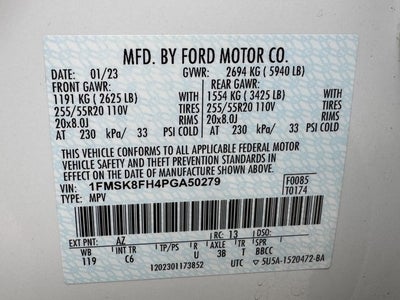 MFD. BY FORD MOTOR CO.
DATE: 01/23 GVWR: 2694 KG ( 5940 LB)
FRONT GAWR: REAR GAWR:
1191 KG ( 2625 LB) WITH 1554 KG ( 3425 LB) WITH
255/55R20 110V TIRES 255/55R20 110V TIRES
20x8.0J RIMS 20x8.0J RIMS
AT 230 kPa/ 33 PSI COLD AT 230 kPa/ 33 PSI COLD
THIS VEHICLE CONFORMS TO ALL APPLICABLE FEDERAL MOTOR
VEHICLE SAFETY AND THEFT PREVENTION STANDARDS IN
EFFECT ON THE DATE OF MANUFACTURE SHOWN ABOVE.
VIN: 1FMSK8FH4PGA50279 F0085
TYPE: MPV T0174
EXT PNT: AZ RC: 13 DSO:
WB INT TR TP/PS R AXLE TR SPR
119 C6 U 3B T BBCC
1202301173852 UTC 5U5A-1520472-BA